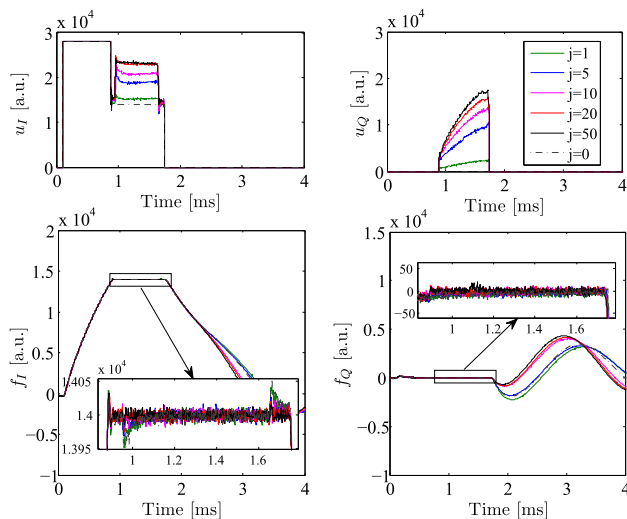 x 10^4
3
2
1
0
u_I [a.u.]
0 1 2 3 4
Time [ms]
x 10^4
3
2
1
0
u_Q [a.u.]
j=1
j=5
j=10
j=20
j=50
j=0
0 1 2 3 4
Time [ms]
x 10^4
2
1.5
1
0.5
0
−0.5
−1
f_I [a.u.]
x 10^4
1.405
1.4
1.395
1 1.2 1.4 1.6
0 1 2 3 4
Time [ms]
x 10^4
1.5
1
0.5
0
−0.5
−1
f_Q [a.u.]
50
0
−50
1 1.2 1.4 1.6
0 1 2 3 4
Time [ms]